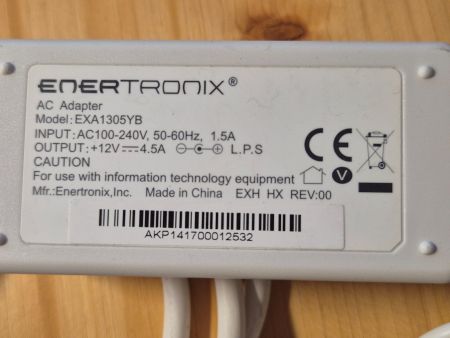 ENERTRONIX®
AC Adapter
Model: EXA1305YB
INPUT: AC100-240V, 50-60Hz, 1.5A
OUTPUT: +12V⎓4.5A L.P.S
CAUTION
For use with information technology equipment V
Mfr.:Enertronix,Inc. Made in China EXH HX REV:00
CE
AKP141700012532